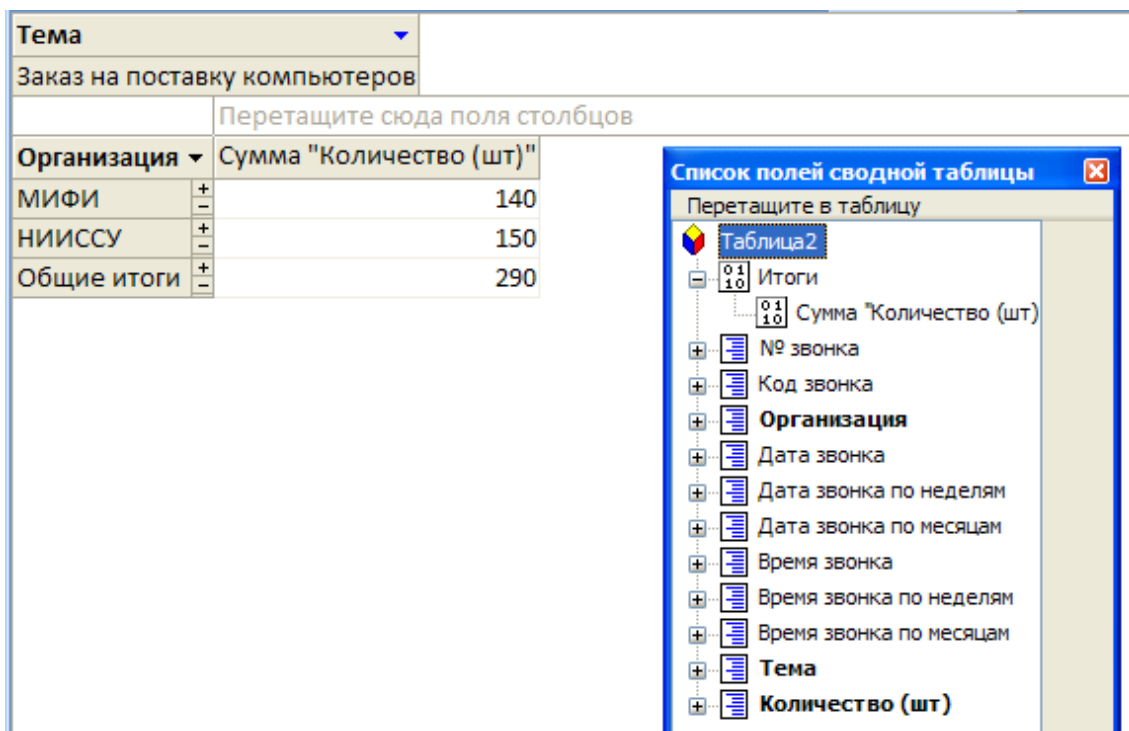 Тема
Заказ на поставку компьютеров
Перетащите сюда поля столбцов
Организация Сумма "Количество (шт)"
МИФИ 140
НИИССУ 150
Общие итоги 290
Список полей сводной таблицы
Перетащите в таблицу
Таблица2
Итоги
Сумма "Количество (шт)
№ звонка
Код звонка
Организация
Дата звонка
Дата звонка по неделям
Дата звонка по месяцам
Время звонка
Время звонка по неделям
Время звонка по месяцам
Тема
Количество (шт)